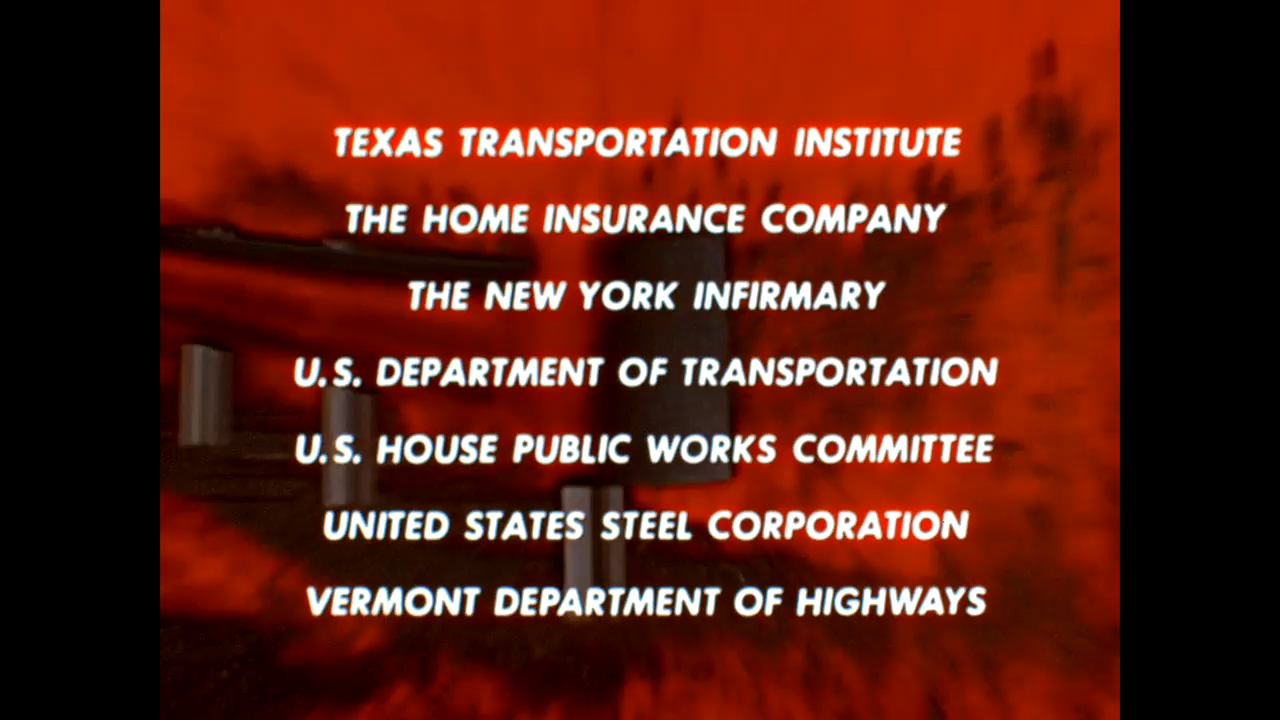 TEXAS TRANSPORTATION INSTITUTE
THE HOME INSURANCE COMPANY
THE NEW YORK INFIRMARY
U.S. DEPARTMENT OF TRANSPORTATION
U.S. HOUSE PUBLIC WORKS COMMITTEE
UNITED STATES STEEL CORPORATION
VERMONT DEPARTMENT OF HIGHWAYS